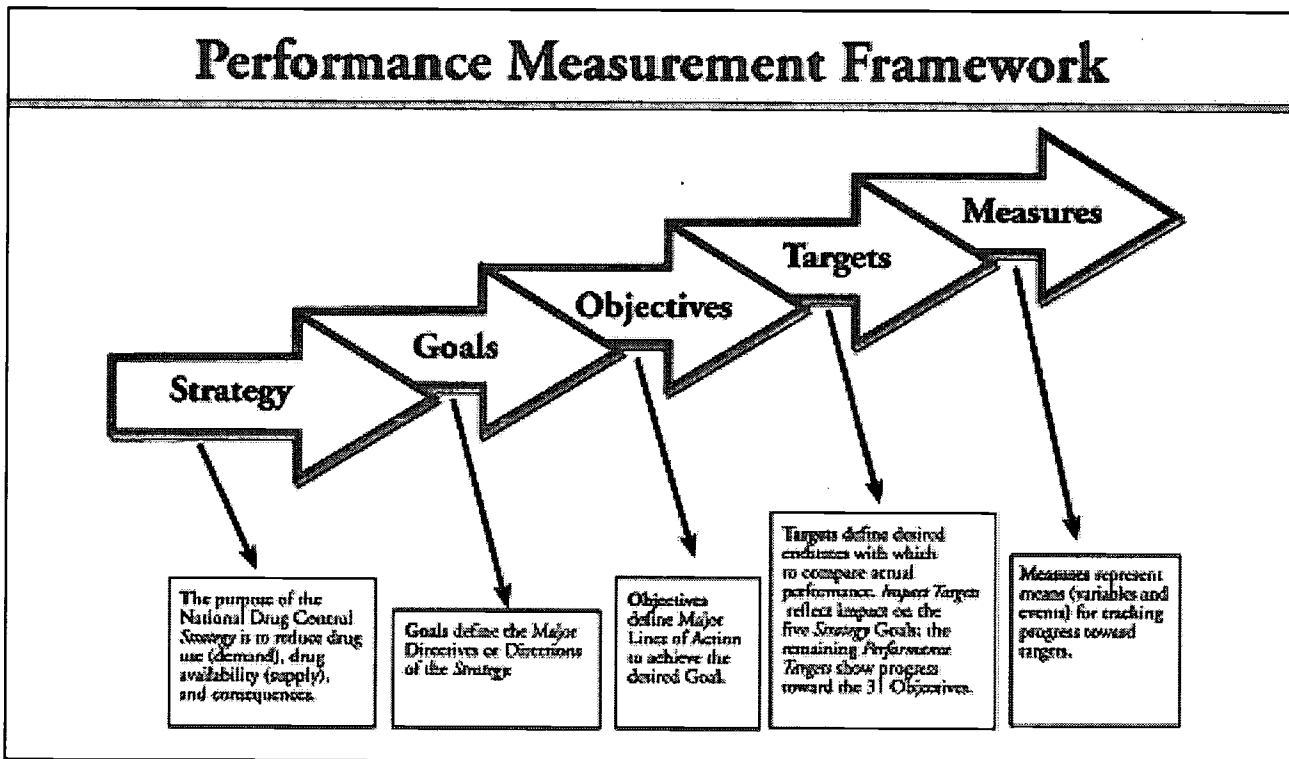 Performance Measurement Framework
Measures
Targets
Objectives
Goals
Strategy
The purpose of the
National Drug Control
Strategy is to reduce drug
use (demand), drug
availability (supply),
and consequences.
Goals define the Major
Directives or Directions
of the Strategy.
Objectives
define Major
Lines of Action
to achieve the
desired Goal.
Targets define desired
endstates with which
to compare actual
performance. Impact Targets
reflect impact on the
five Strategy Goals; the
remaining Performance
Targets show progress
toward the 31 Objectives.
Measures represent
means (variables and
events) for tracking
progress toward
targets.